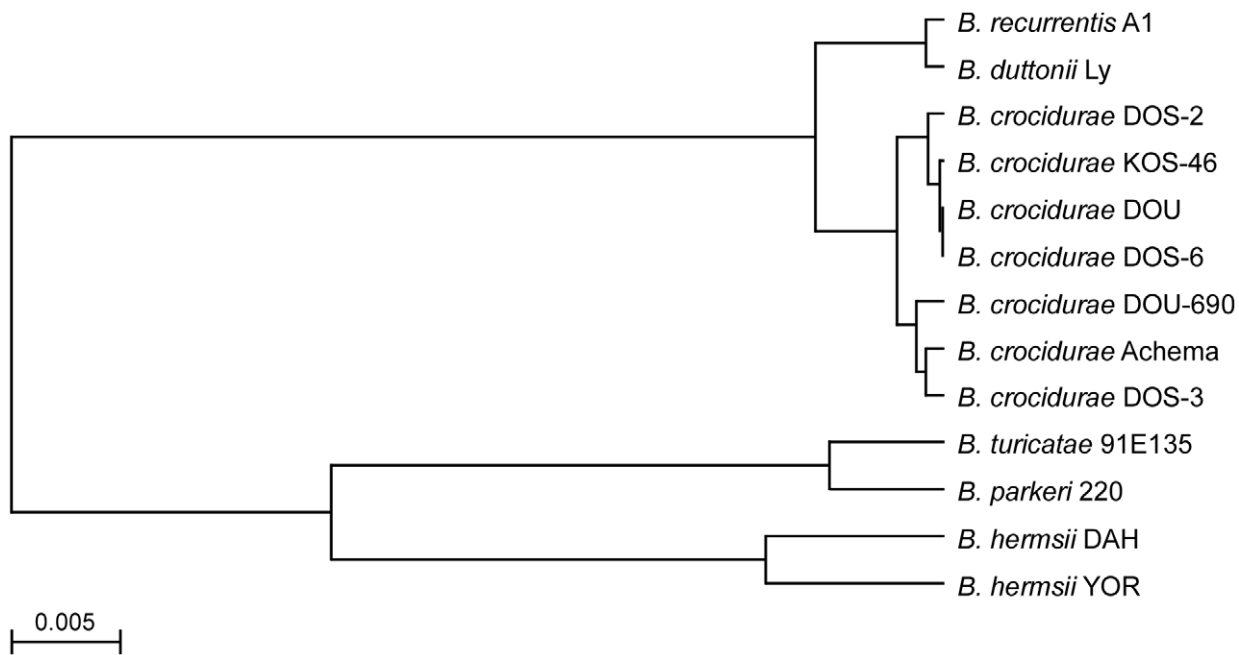 B. recurrentis A1
B. duttonii Ly
B. crocidurae DOS-2
B. crocidurae KOS-46
B. crocidurae DOU
B. crocidurae DOS-6
B. crocidurae DOU-690
B. crocidurae Achema
B. crocidurae DOS-3
B. turicatae 91E135
B. parkeri 220
B. hermsii DAH
B. hermsii YOR
0.005